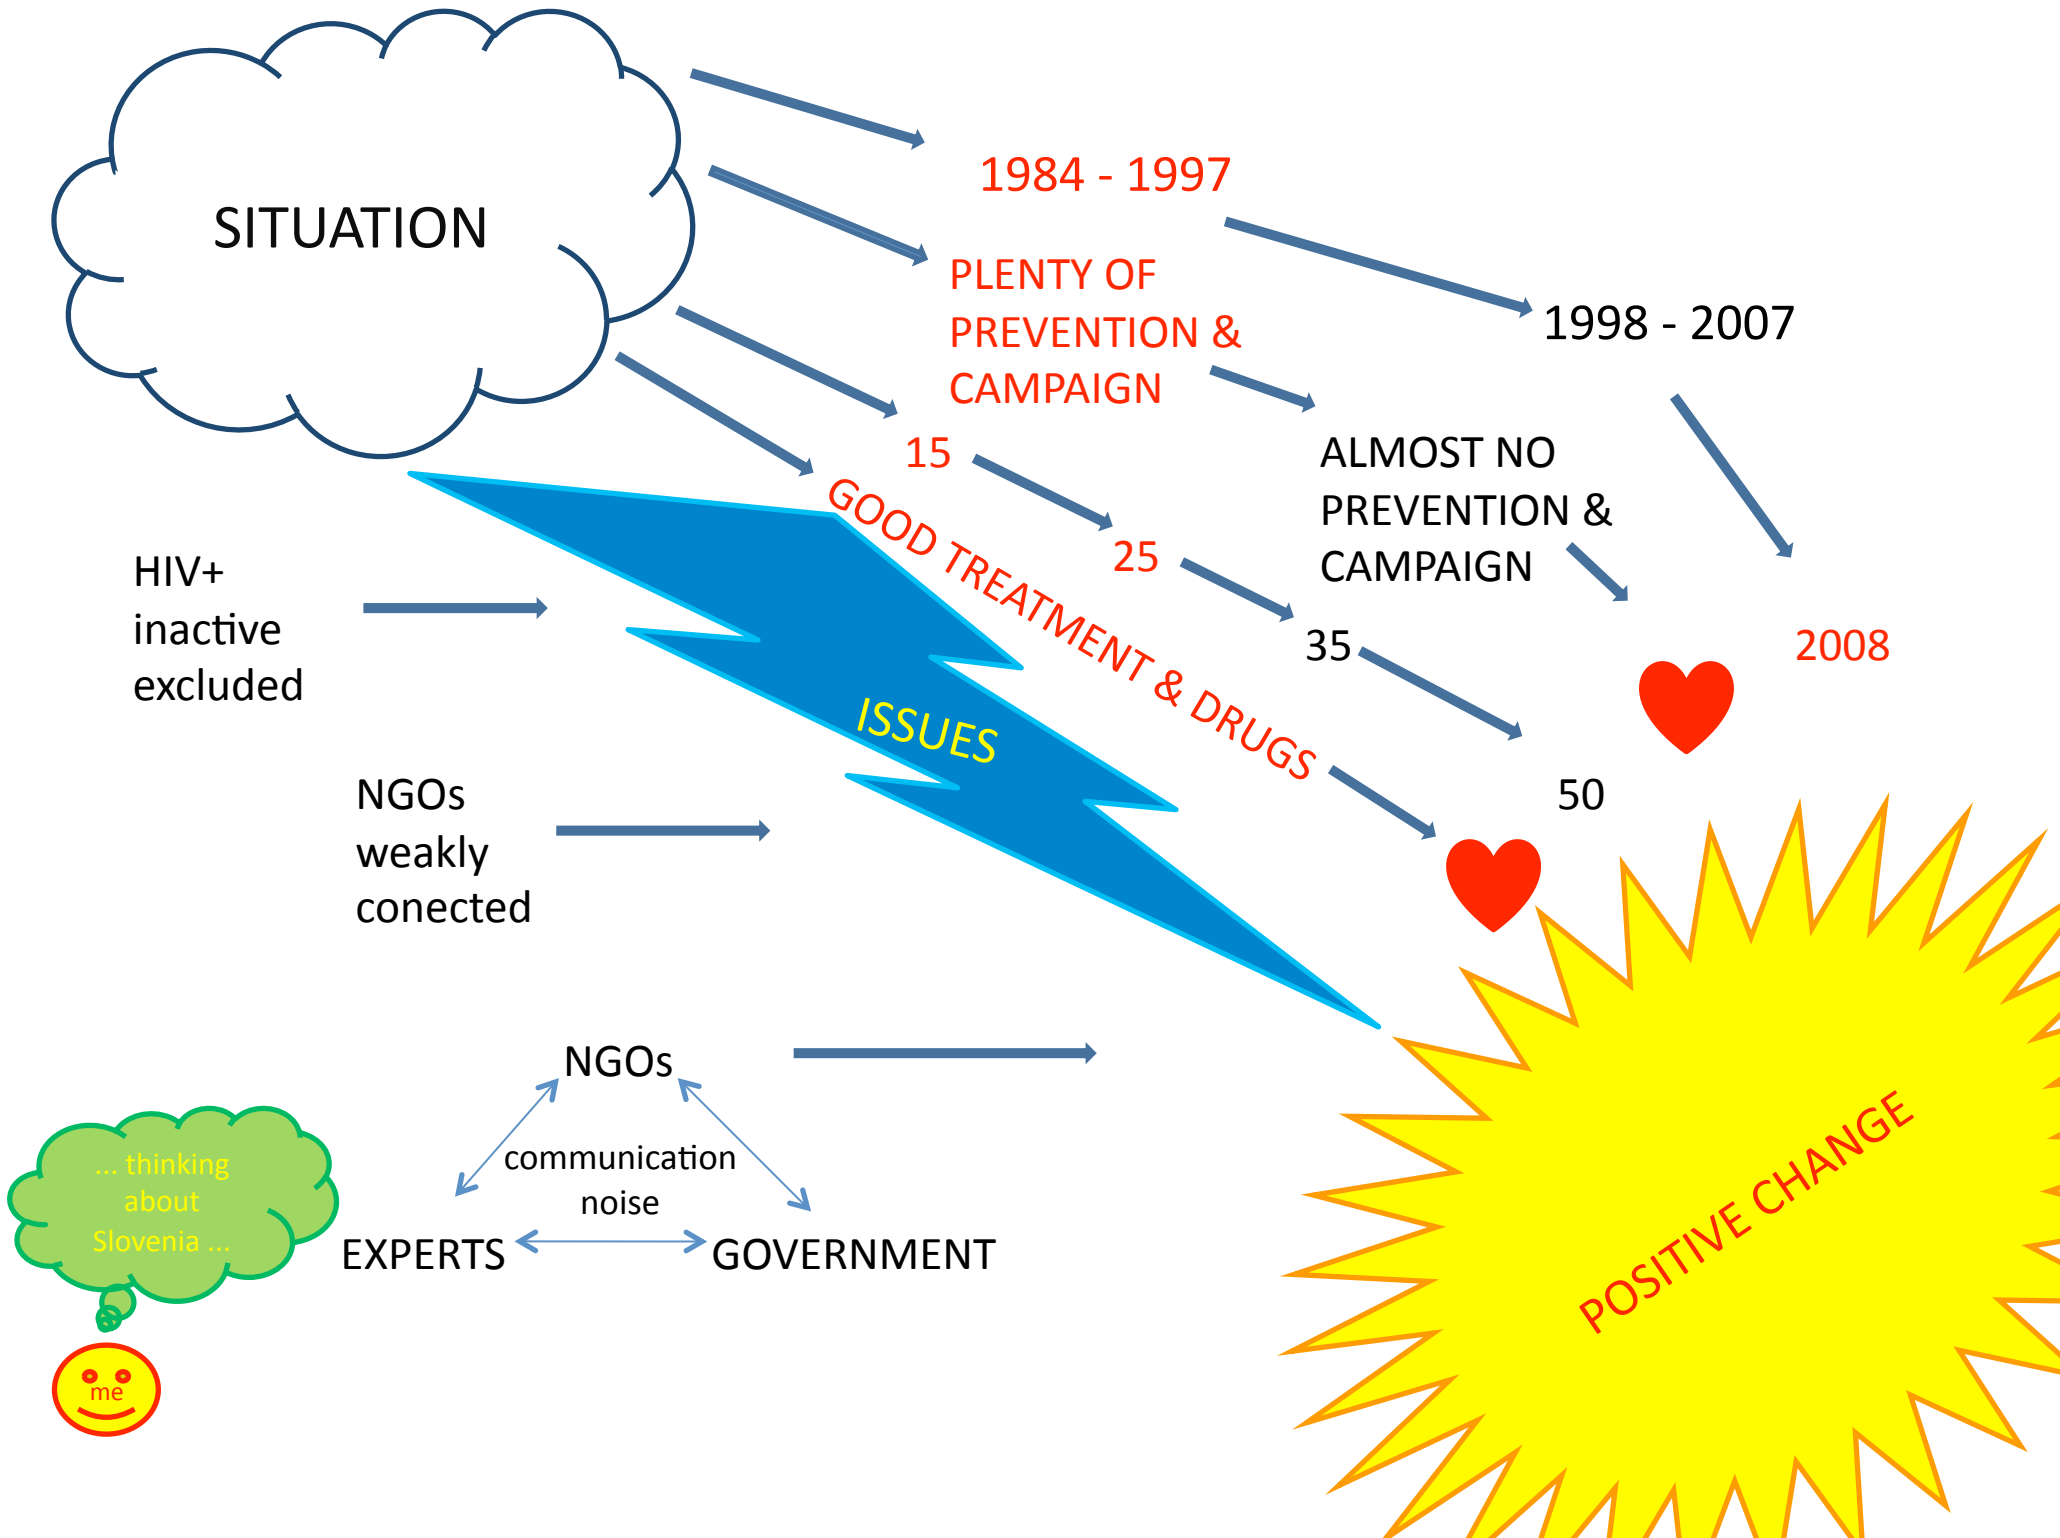 SITUATION
1984 - 1997
PLENTY OF
PREVENTION &
CAMPAIGN
1998 - 2007
15
25
35
50
ALMOST NO
PREVENTION &
CAMPAIGN
2008
GOOD TREATMENT & DRUGS
HIV+
inactive
excluded
ISSUES
NGOs
weakly
conected
NGOs
communication
noise
EXPERTS
GOVERNMENT
... thinking
about
Slovenia ...
me
POSITIVE CHANGE